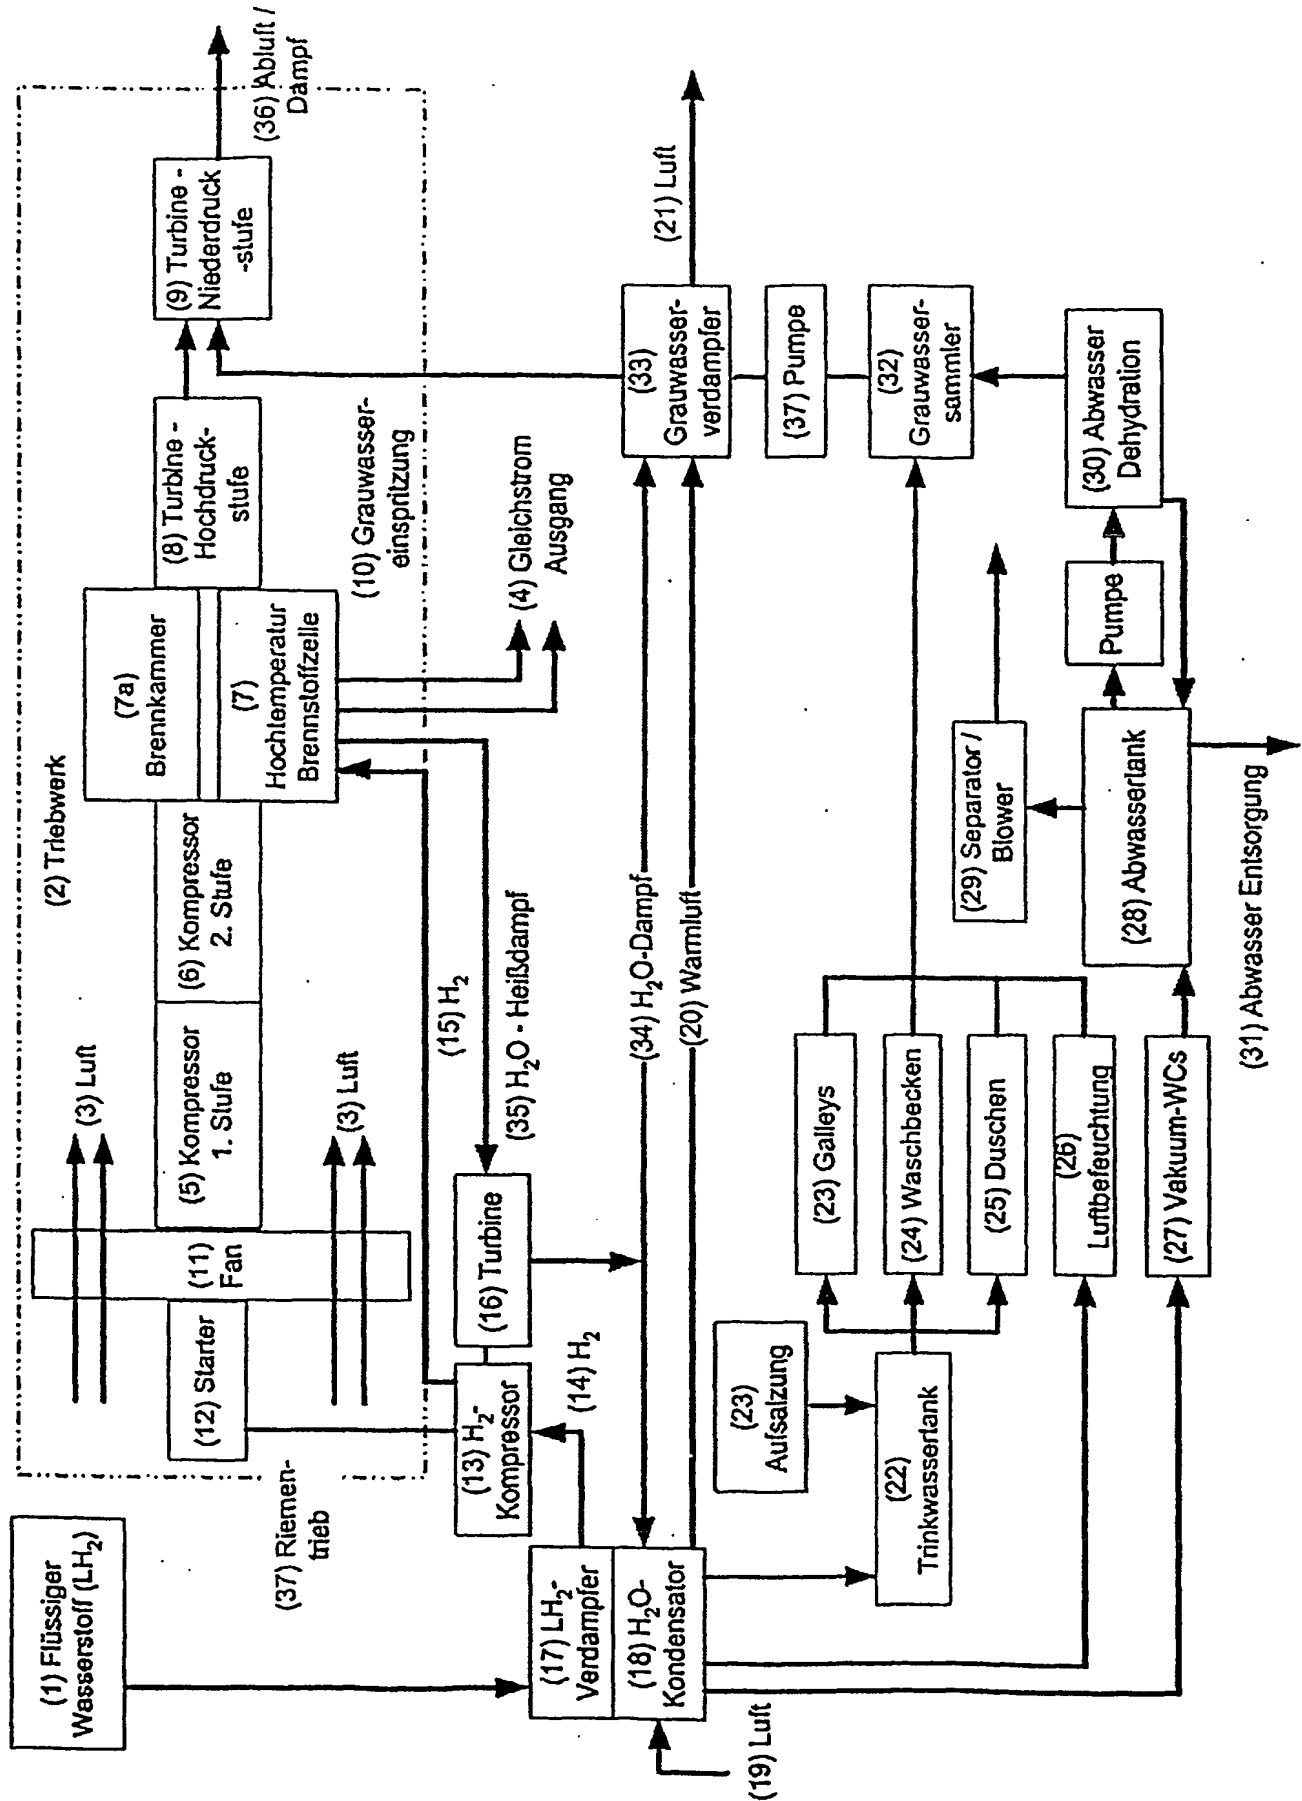 (1) Flüssiger
Wasserstoff (LH2)
(2) Triebwerk
(3) Luft
(12) Starter
(11)
Fan
(5) Kompressor
1. Stufe
(6) Kompressor
2. Stufe
(7a)
Brennkammer
(7)
Hochtemperatur
Brennstoffzelle
(8) Turbine -
Hochdruck-
stufe
(9) Turbine -
Niederdruck
-stufe
(36) Abluft /
Dampf
(3) Luft
(37) Riemen-
trieb
(10) Grauwasser-
einspritzung
(4) Gleichstrom
Ausgang
(15) H2
(35) H2O - Heißdampf
(13) H2-
Kompressor
(16) Turbine
(14) H2
(17) LH2-
Verdampfer
(18) H2O-
Kondensator
(19) Luft
(34) H2O-Dampf
(20) Warmluft
(33)
Grauwasser-
verdampfer
(21) Luft
(37) Pumpe
(32)
Grauwasser-
sammler
(23)
Aufsalzung
(22)
Trinkwassertank
(23) Galleys
(24) Waschbecken
(25) Duschen
(26)
Luftbefeuchtung
(27) Vakuum-WCs
(29) Separator /
Blower
(28) Abwassertank
Pumpe
(30) Abwasser
Dehydration
(31) Abwasser Entsorgung